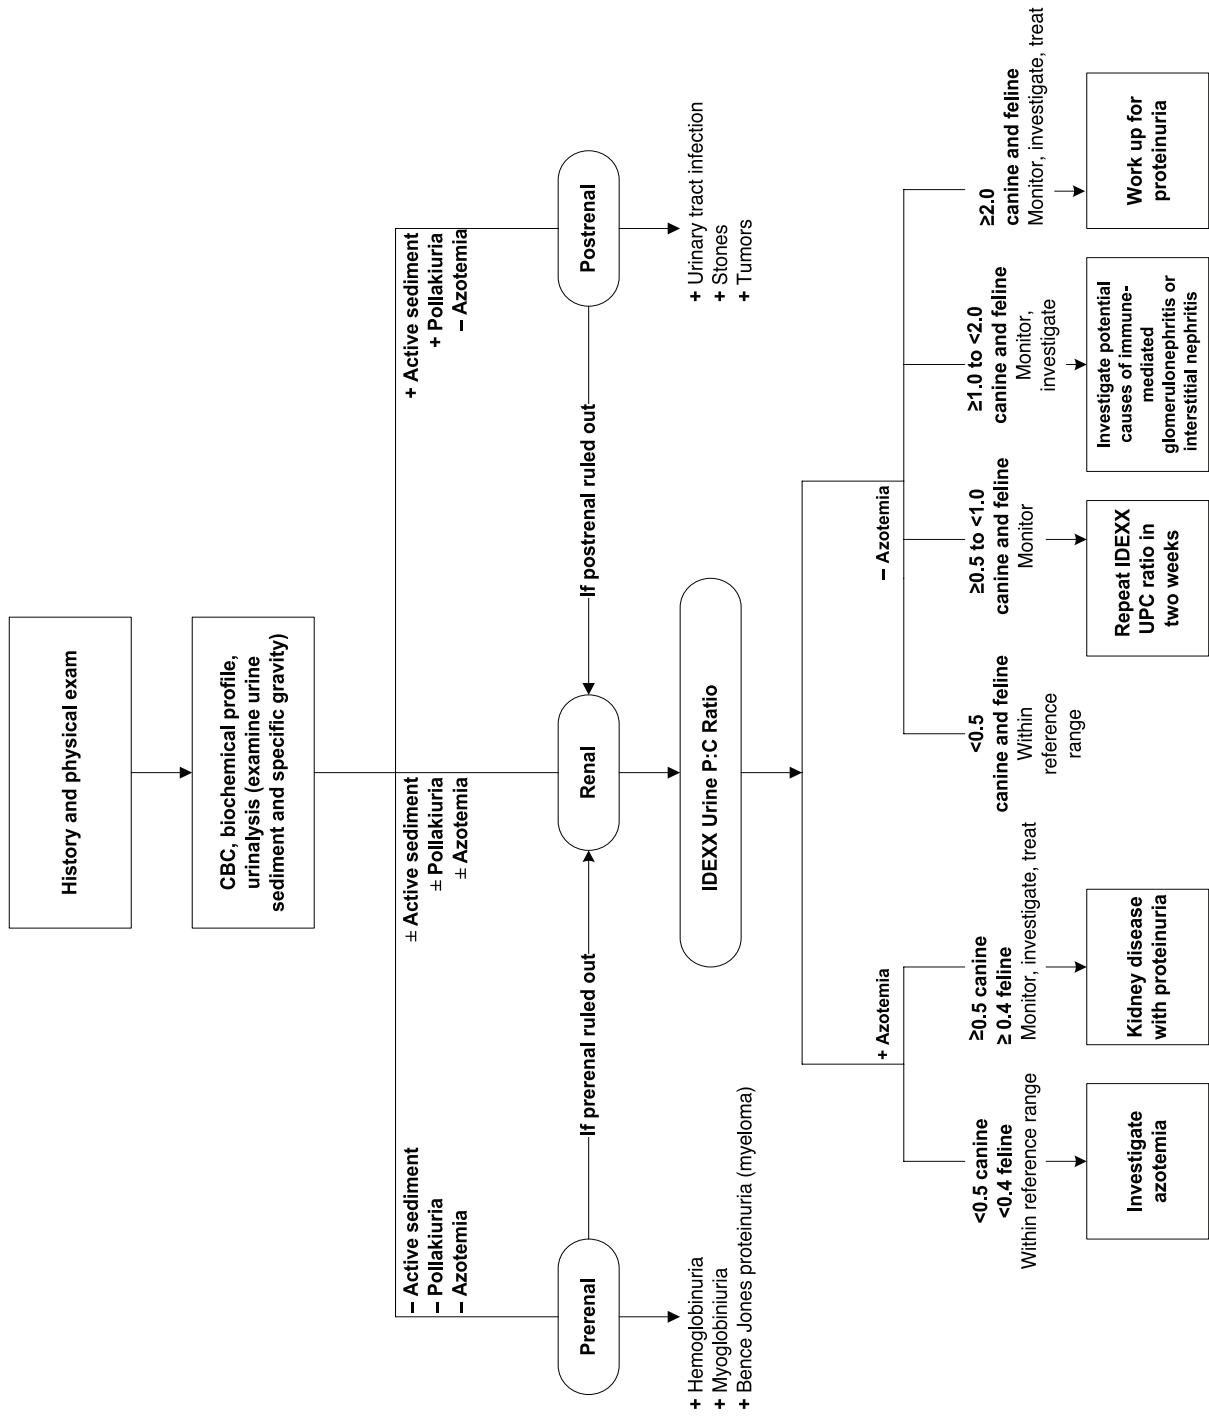 History and physical exam
CBC, biochemical profile,
urinalysis (examine urine
sediment and specific gravity)
– Active sediment
– Pollakiuria
– Azotemia
± Active sediment
± Pollakiuria
± Azotemia
+ Active sediment
+ Pollakiuria
– Azotemia
Prerenal
If prerenal ruled out
Renal
If postrenal ruled out
Postrenal
+ Hemoglobinuria
+ Myoglobiniuria
+ Bence Jones proteinuria (myeloma)
IDEXX Urine P:C Ratio
+ Urinary tract infection
+ Stones
+ Tumors
+ Azotemia
– Azotemia
<0.5 canine
<0.4 feline
Within reference range
≥0.5 canine
≥ 0.4 feline
Monitor, investigate, treat
<0.5
canine and feline
Within
reference
range
≥0.5 to <1.0
canine and feline
Monitor
≥1.0 to <2.0
canine and feline
Monitor,
investigate
≥2.0
canine and feline
Monitor, investigate, treat
Investigate
azotemia
Kidney disease
with proteinuria
Repeat IDEXX
UPC ratio in
two weeks
Investigate potential
causes of immune-
mediated
glomerulonephritis or
interstitial nephritis
Work up for
proteinuria